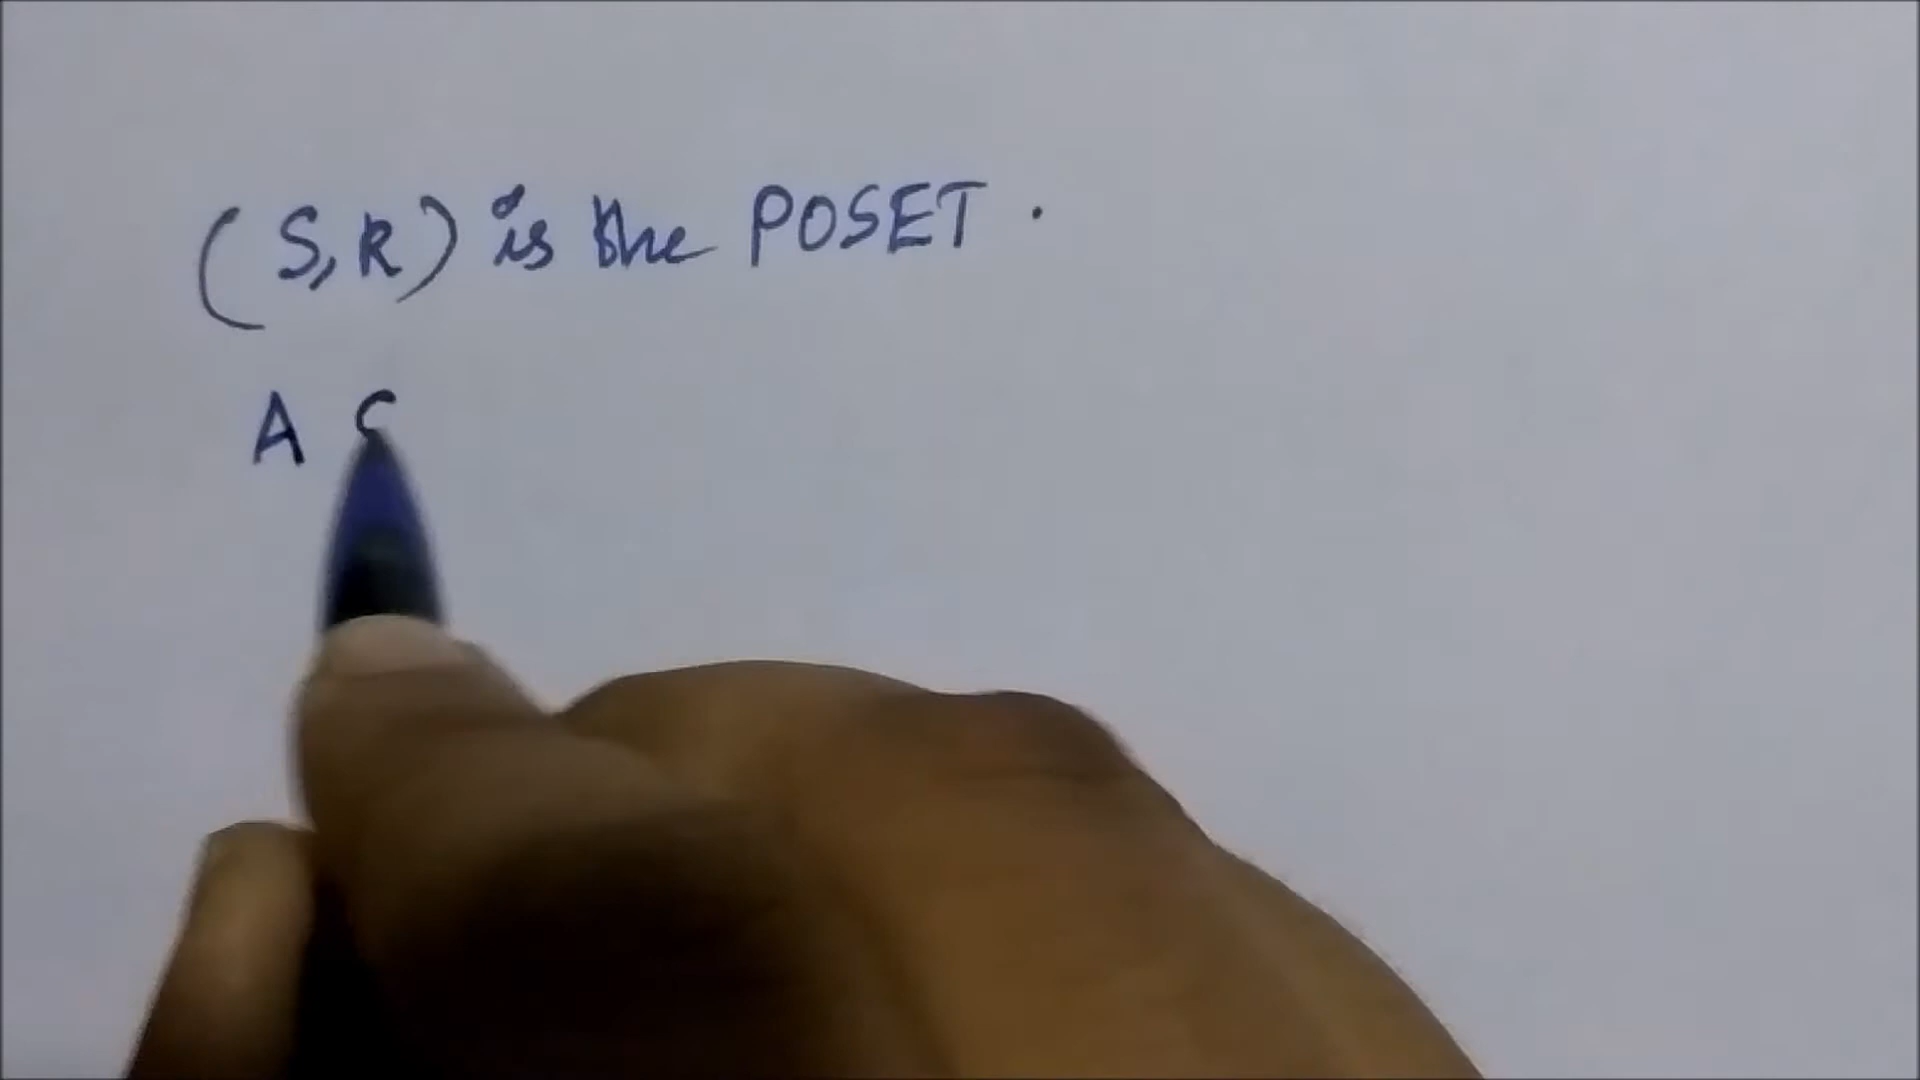 (S, R) is the POSET.
A